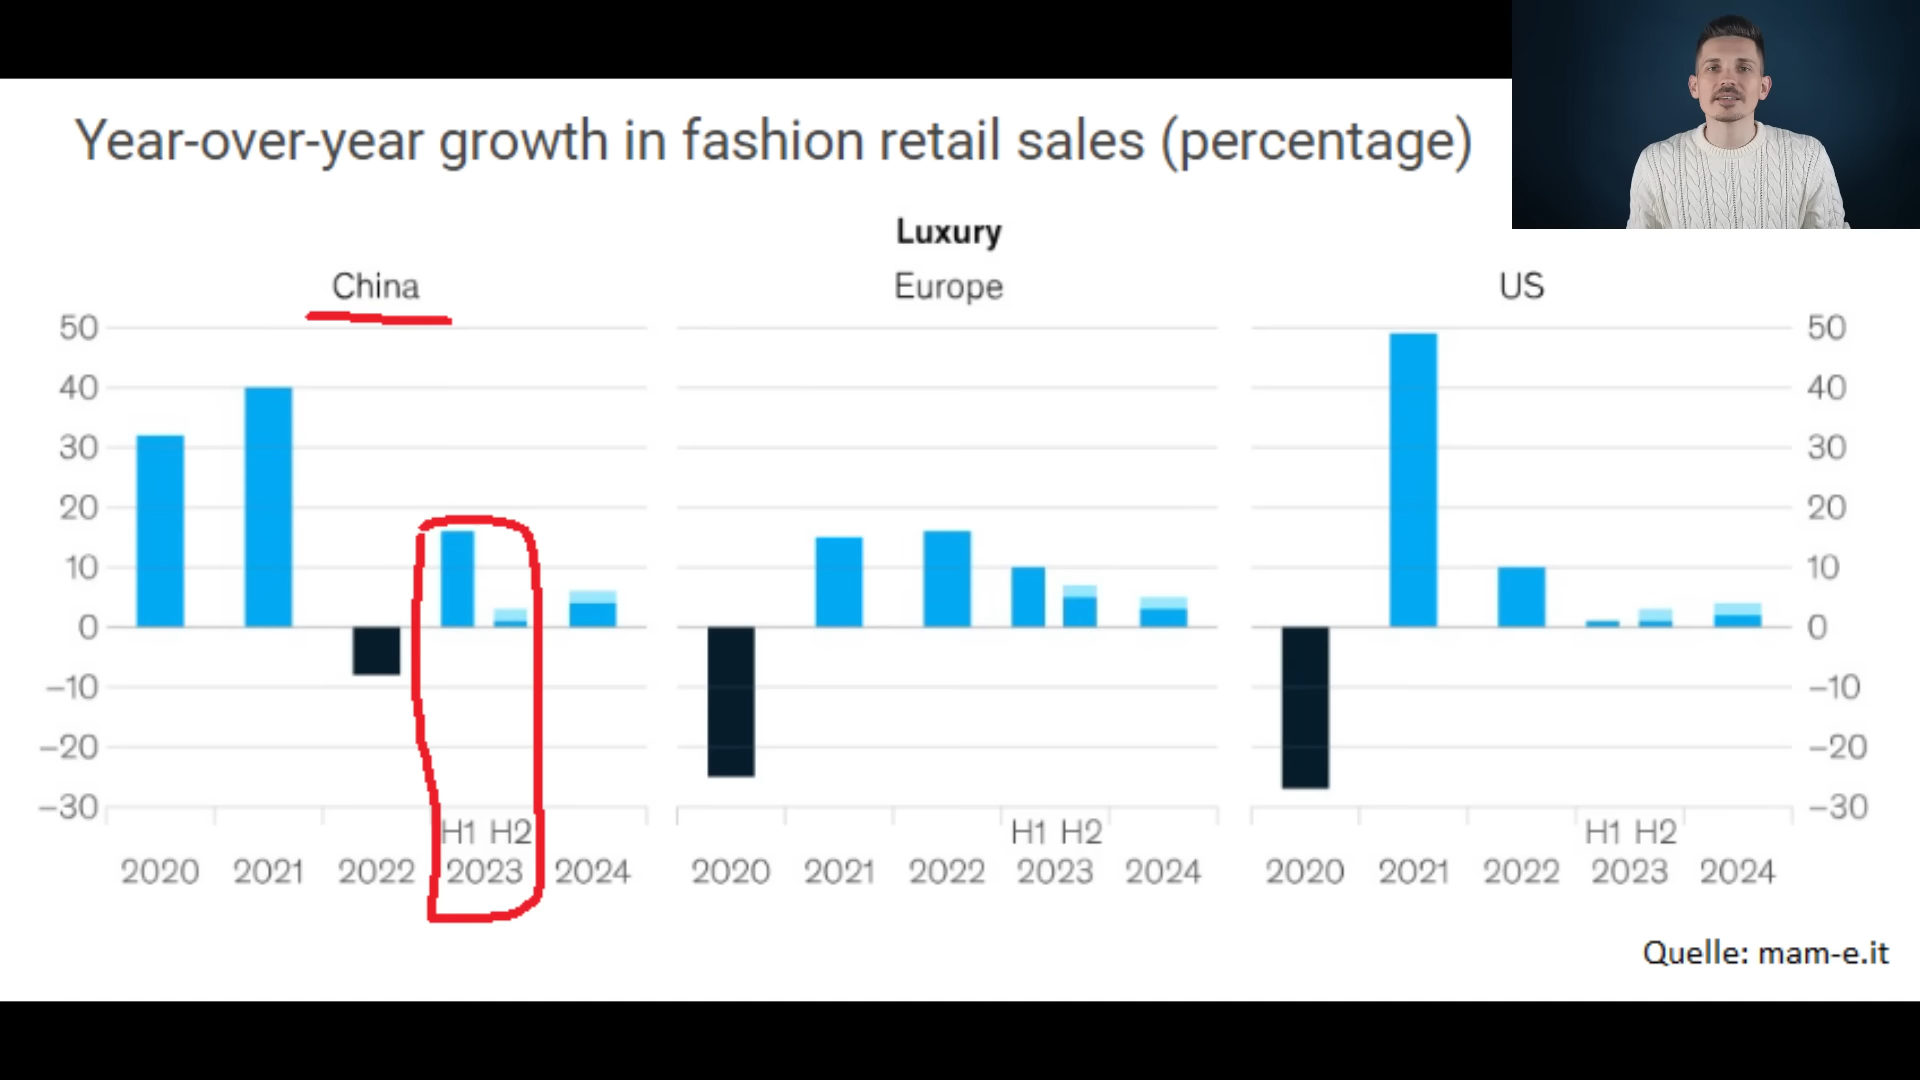 Year-over-year growth in fashion retail sales (percentage)
Luxury
China Europe US
50 50
40 40
30 30
20 20
10 10
0 0
−10 −10
−20 −20
−30 −30
H1 H2 H1 H2 H1 H2
2020 2021 2022 2023 2024 2020 2021 2022 2023 2024 2020 2021 2022 2023 2024
Quelle: mam-e.it